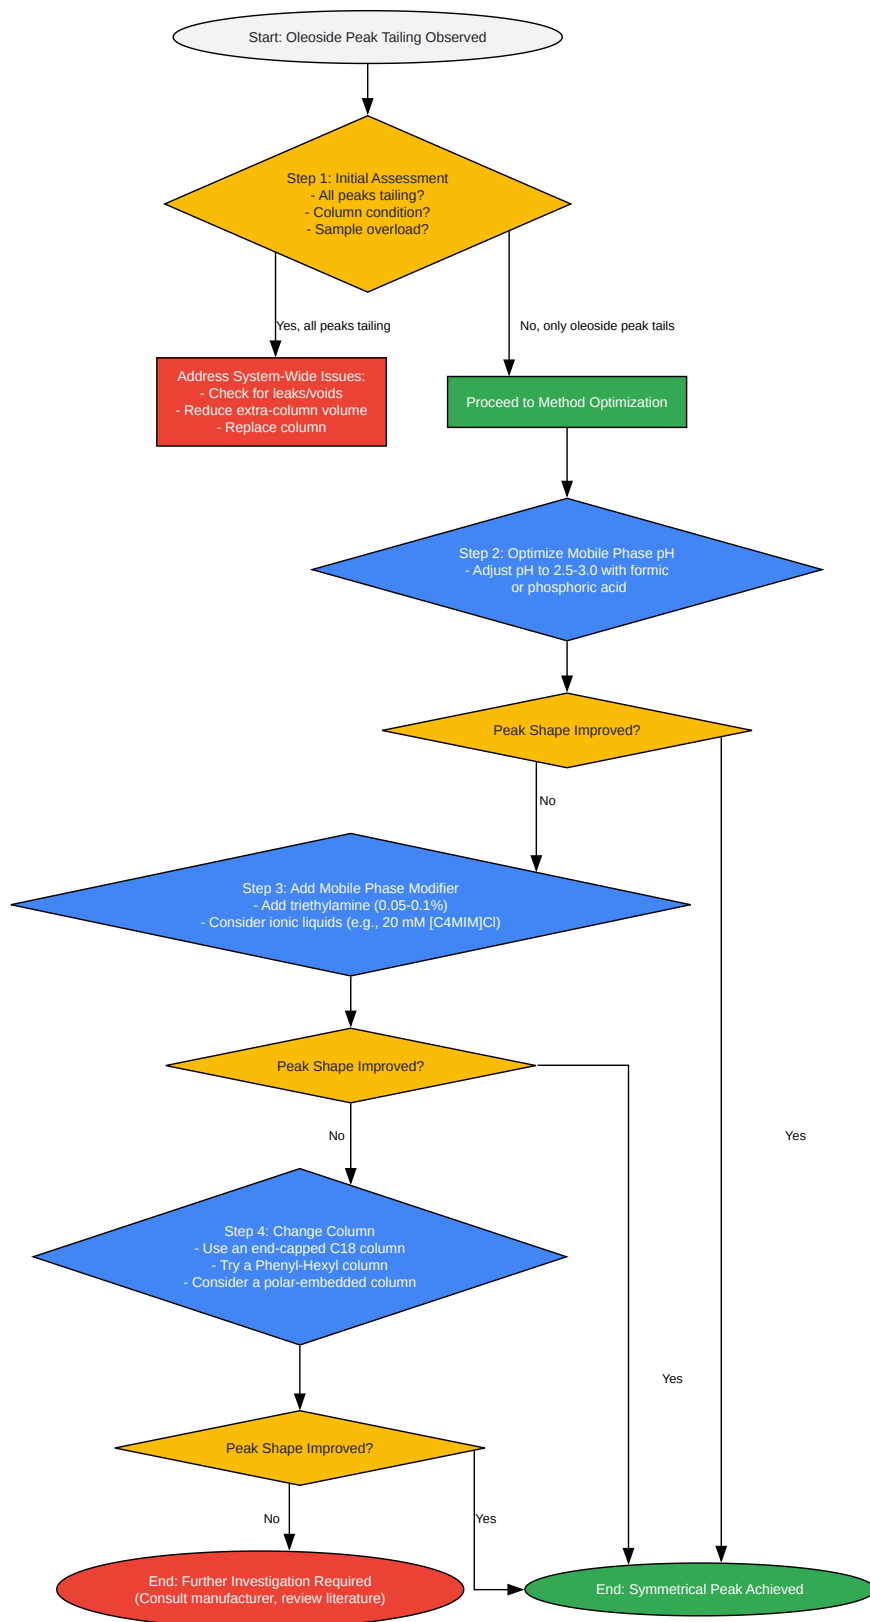 Start: Oleoside Peak Tailing Observed
Step 1: Initial Assessment
- All peaks tailing?
- Column condition?
- Sample overload?
Yes, all peaks tailing
No, only oleoside peak tails
Address System-Wide Issues:
- Check for leaks/voids
- Reduce extra-column volume
- Replace column
Proceed to Method Optimization
Step 2: Optimize Mobile Phase pH
- Adjust pH to 2.5-3.0 with formic
or phosphoric acid
Peak Shape Improved?
No
Step 3: Add Mobile Phase Modifier
- Add triethylamine (0.05-0.1%)
- Consider ionic liquids (e.g., 20 mM [C4MIM]Cl)
Peak Shape Improved?
No
Yes
Step 4: Change Column
- Use an end-capped C18 column
- Try a Phenyl-Hexyl column
- Consider a polar-embedded column
Yes
Peak Shape Improved?
No
Yes
End: Further Investigation Required
(Consult manufacturer, review literature)
End: Symmetrical Peak Achieved